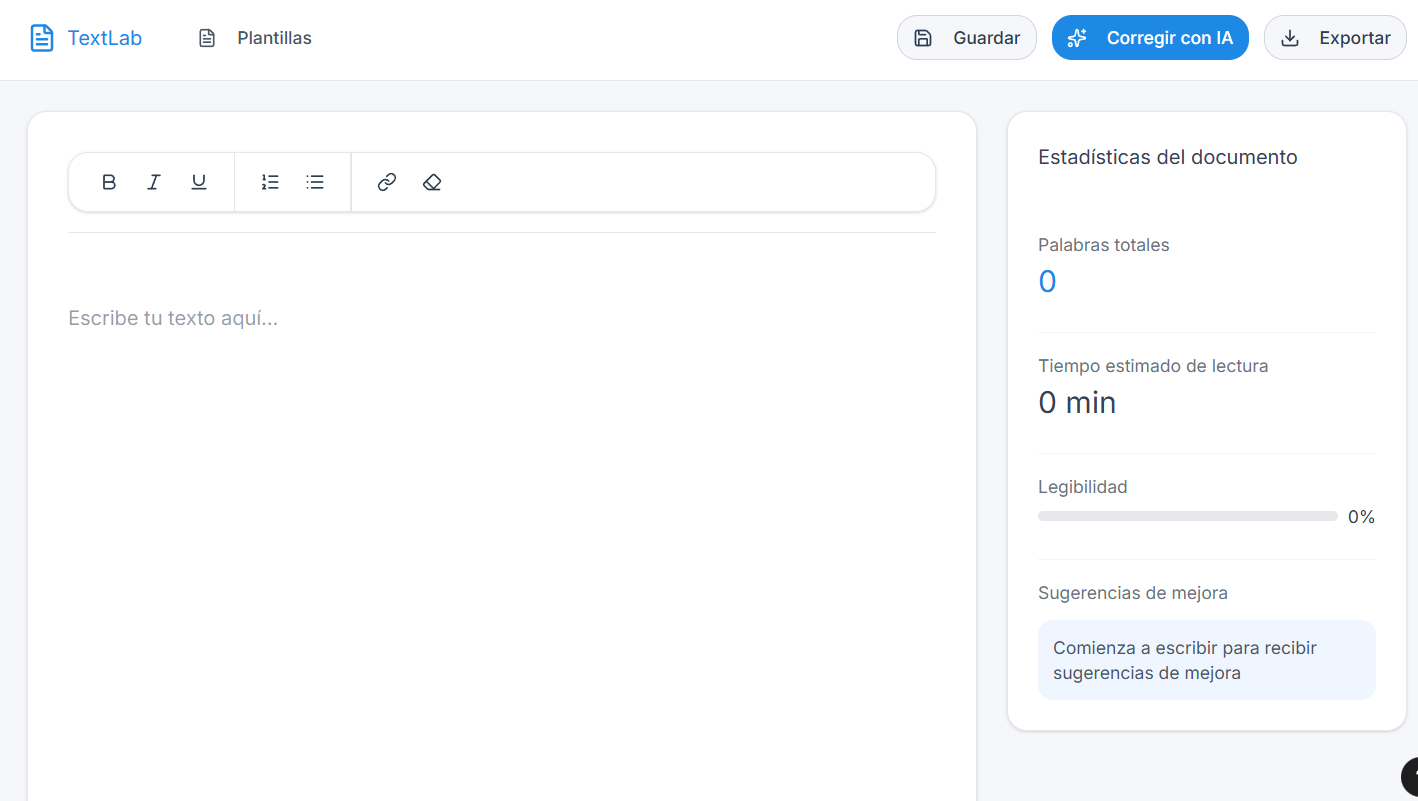 TextLab
Plantillas
Guardar
Corregir con IA
Exportar
B I U
Escribe tu texto aquí...
Estadísticas del documento
Palabras totales
0
Tiempo estimado de lectura
0 min
Legibilidad
0%
Sugerencias de mejora
Comienza a escribir para recibir
sugerencias de mejora